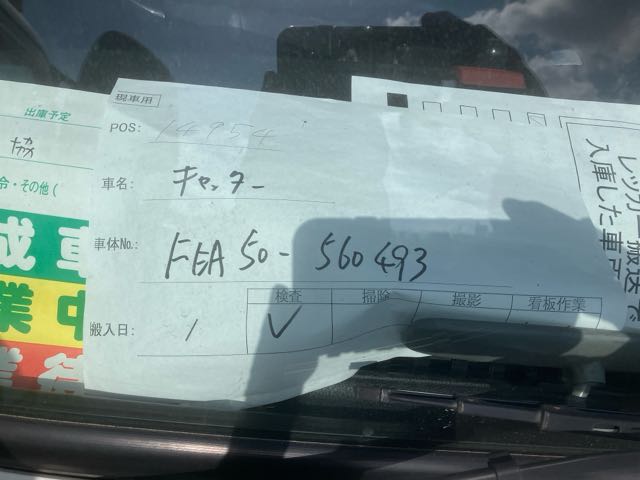 出庫予定
協
令・その他(
成車
業中
業待
現車用
POS: 14954
車名 キャンター
車体No.: FEA50-560493
検査 掃除 撮影 看板作業
搬入日: / ✓
レッカー搬送で
入庫した車両